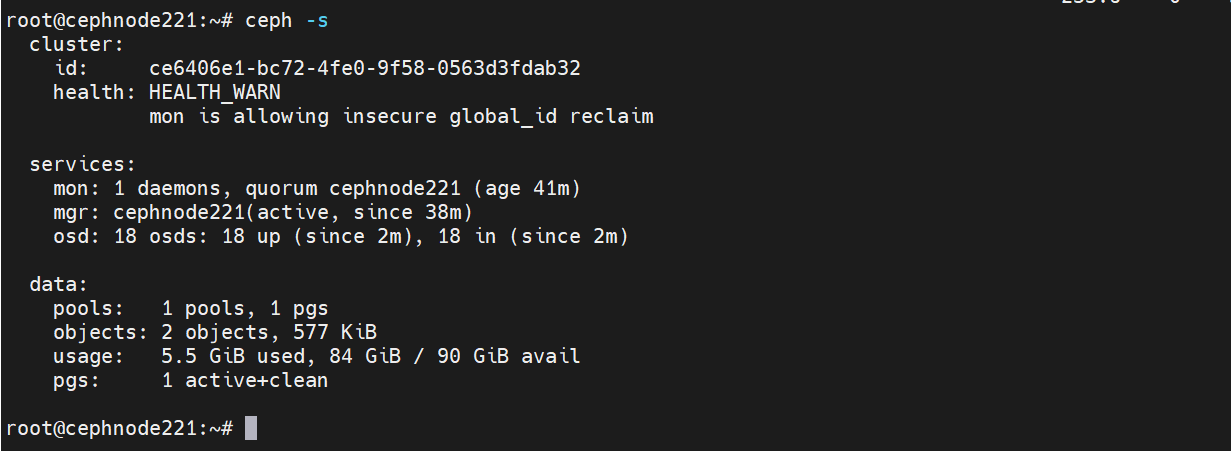 root@cephnode221:~# ceph -s
  cluster:
    id:     ce6406e1-bc72-4fe0-9f58-0563d3fdab32
    health: HEALTH_WARN
            mon is allowing insecure global_id reclaim

  services:
    mon: 1 daemons, quorum cephnode221 (age 41m)
    mgr: cephnode221(active, since 38m)
    osd: 18 osds: 18 up (since 2m), 18 in (since 2m)

  data:
    pools:   1 pools, 1 pgs
    objects: 2 objects, 577 KiB
    usage:   5.5 GiB used, 84 GiB / 90 GiB avail
    pgs:     1 active+clean

root@cephnode221:~#